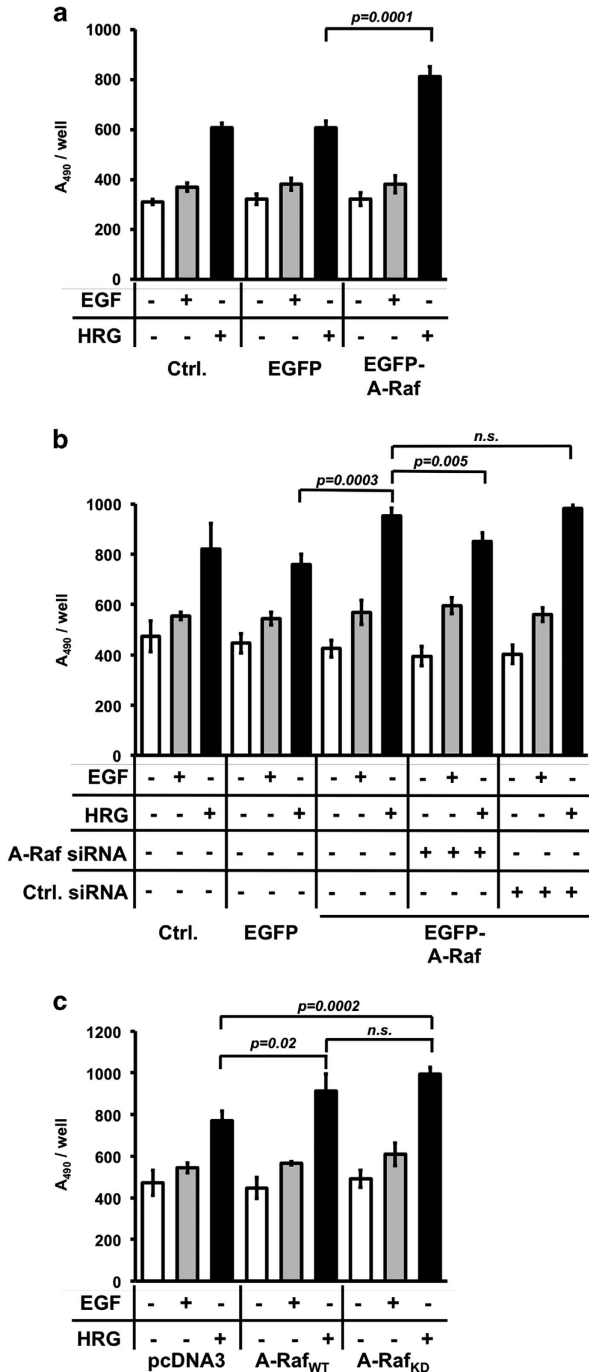 a
p=0.0001
1000
800
600
400
200
0
A490 / well
EGF - + - - + - - + -
HRG - - + - - + - - +
Ctrl. EGFP EGFP-
A-Raf
b
n.s.
p=0.005
p=0.0003
1000
800
600
400
200
0
A490 / well
EGF - + - - + - - + - - + - - + -
HRG - - + - - + - - + - - + - - +
A-Raf siRNA - - - - - - - - - + + + - - -
Ctrl. siRNA - - - - - - - - - - - - + + +
Ctrl. EGFP EGFP-
A-Raf
c
p=0.0002
p=0.02 n.s.
1200
1000
800
600
400
200
0
A490 / well
EGF - + - - + - - + -
HRG - - + - - + - - +
pcDNA3 A-RafWT A-RafKD